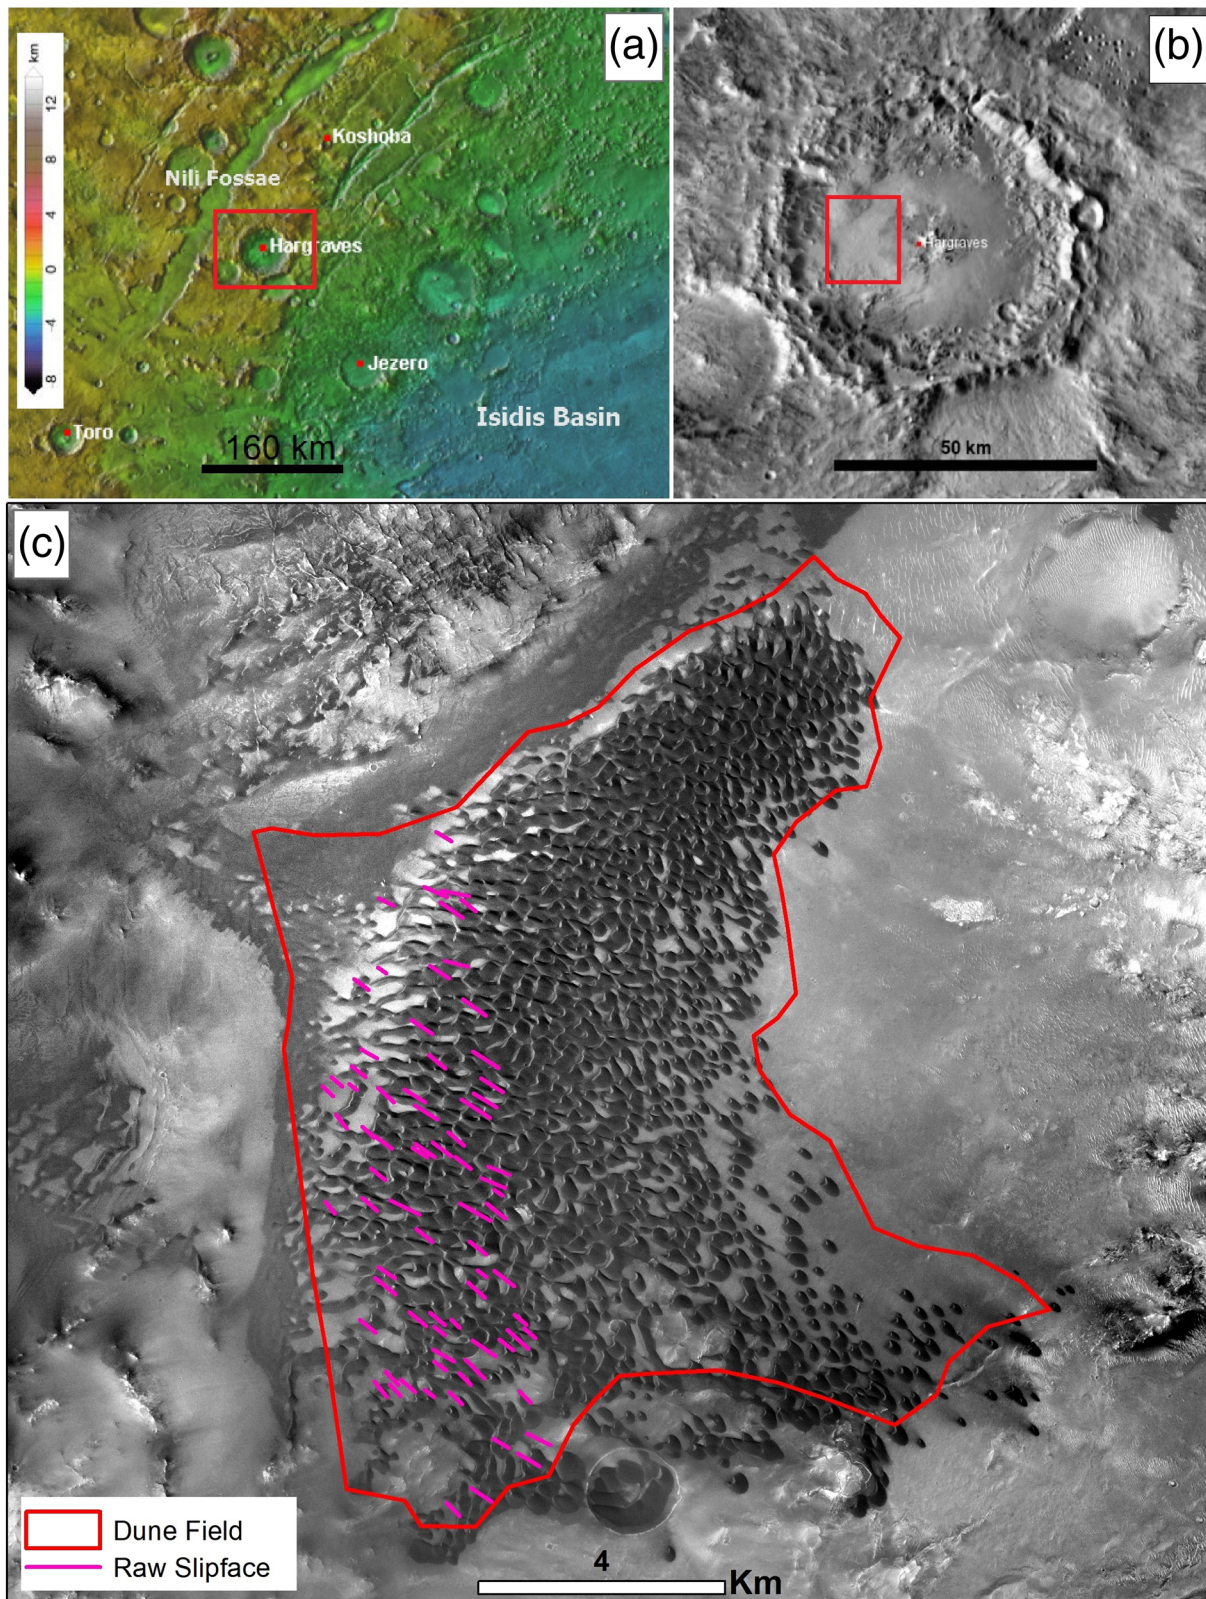 (a)
km
12
8
4
0
-4
-8
Koshoba
Nili Fossae
Hargraves
Jezero
Isidis Basin
Toro
160 km
(b)
Hargraves
50 km
(c)
Dune Field
Raw Slipface
4
Km